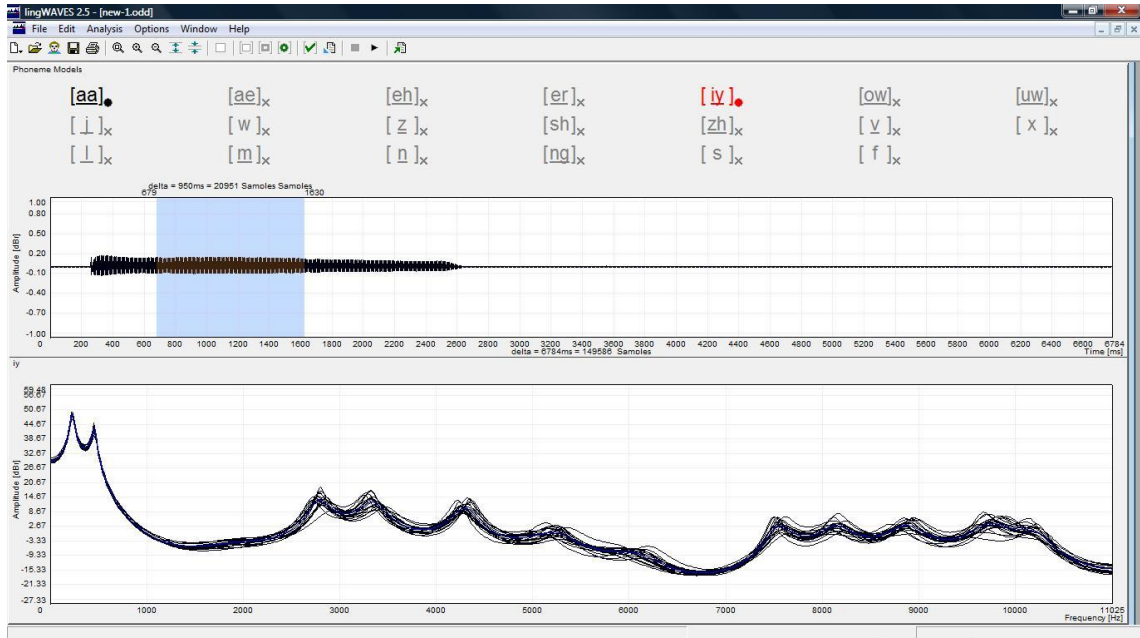 lingWAVES 2.5 - [new-1.odd]
File Edit Analysis Options Window Help
Phoneme Models
[aa] [ae]x [eh]x [er]x [iy] [ow]x [uw]x
[j]x [w]x [z]x [sh]x [zh]x [v]x [x]x
[l]x [m]x [n]x [ng]x [s]x [f]x
delta = 950ms = 20951 Samples Samples
679 1630
1.00
0.80
0.50
0.20
-0.10
-0.40
-0.70
-1.00
Amplitude [dBr]
0 200 400 600 800 1000 1200 1400 1600 1800 2000 2200 2400 2600 2800 3000 3200 3400 3600 3800 4000 4200 4400 4600 4800 5000 5200 5400 5600 5800 6000 6200 6400 6600 6784
delta = 6784ms = 149586 Samples
Time [ms]
iy
59.48
56.67
50.67
44.67
38.67
32.67
26.67
20.67
14.67
8.67
2.67
-3.33
-9.33
-15.33
-21.33
-27.33
Amplitude [dBr]
0 1000 2000 3000 4000 5000 6000 7000 8000 9000 10000 11025
Frequency [Hz]